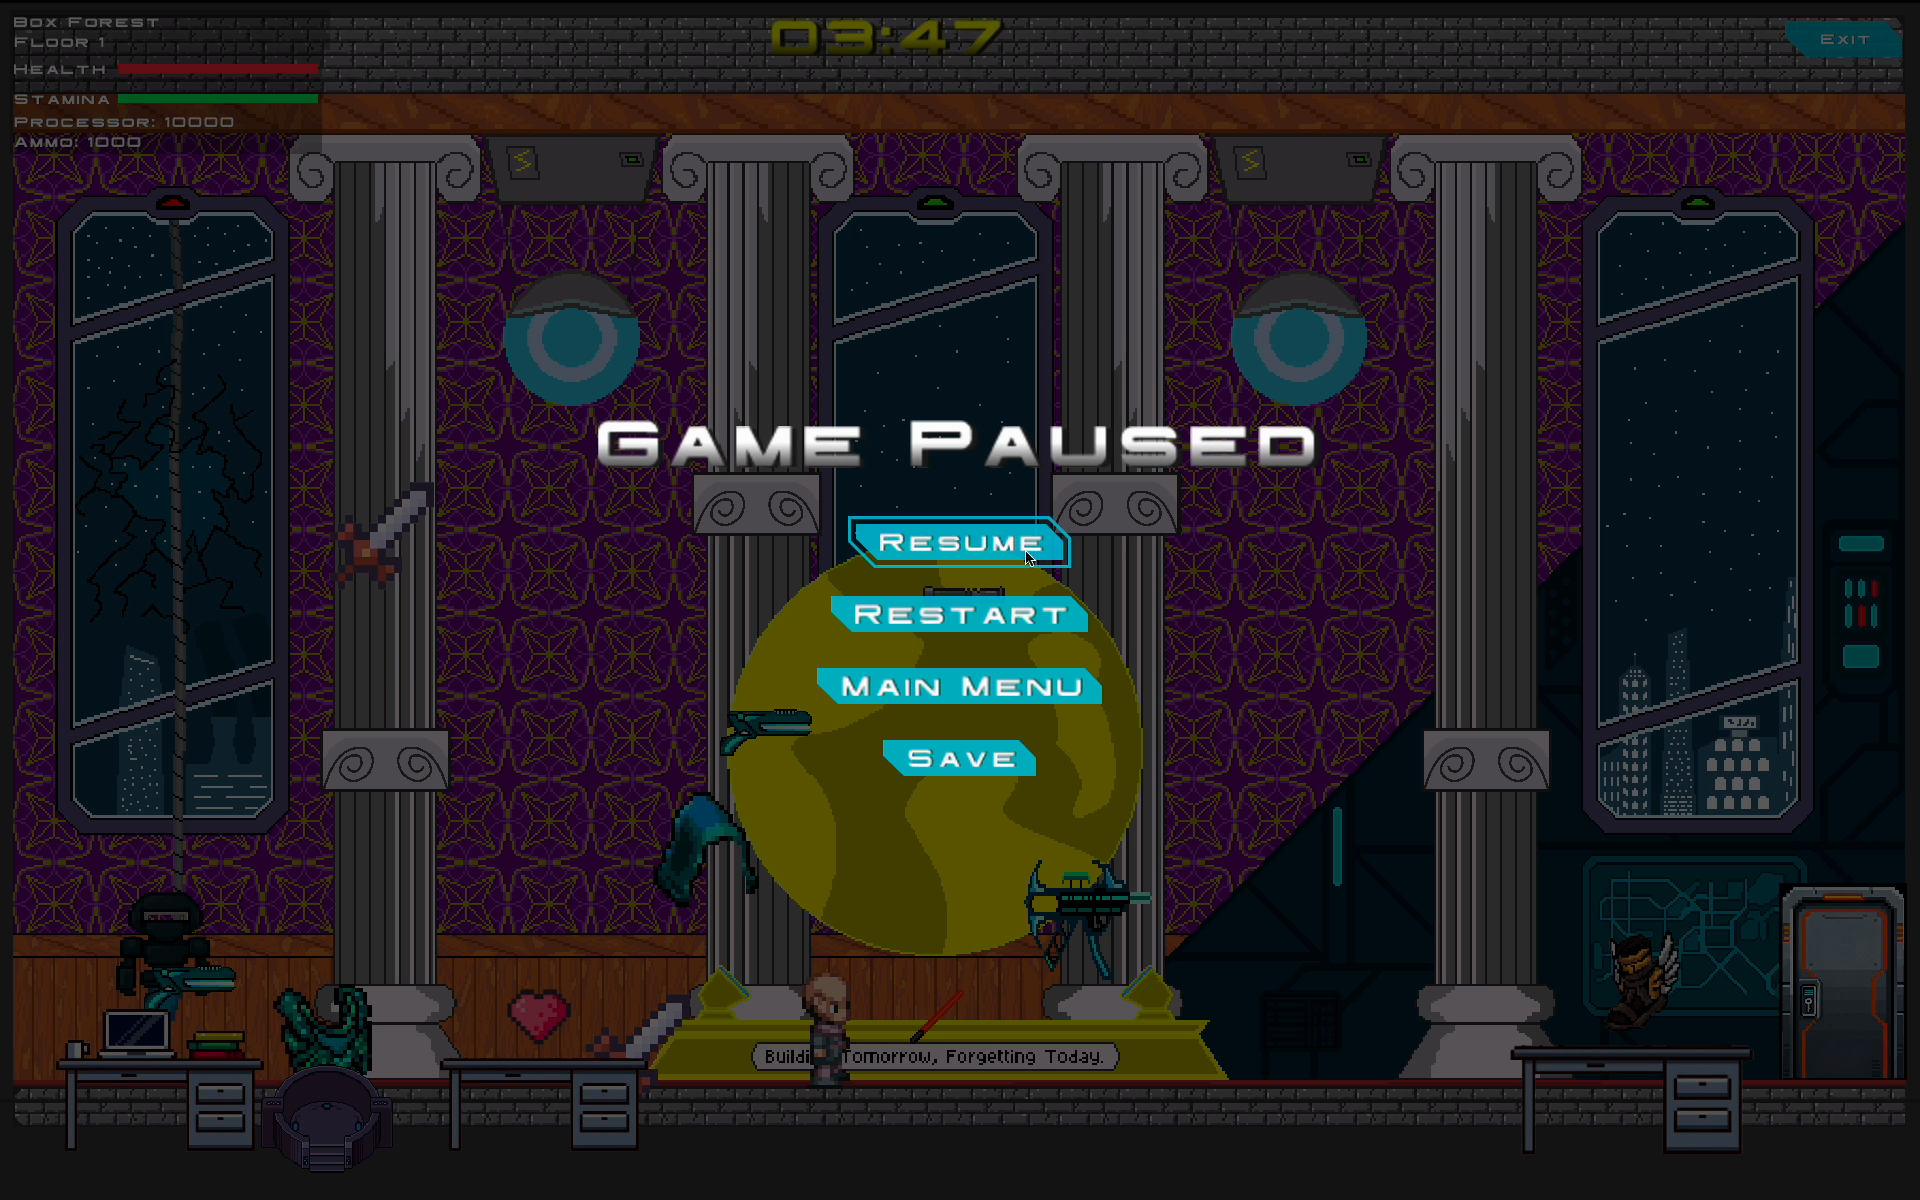 Box Forest
Floor 1
Health
Stamina
Processor: 10000
Ammo: 1000
03:47
Exit
Game Paused
Resume
Restart
Main Menu
Save
Buildi Tomorrow, Forgetting Today.